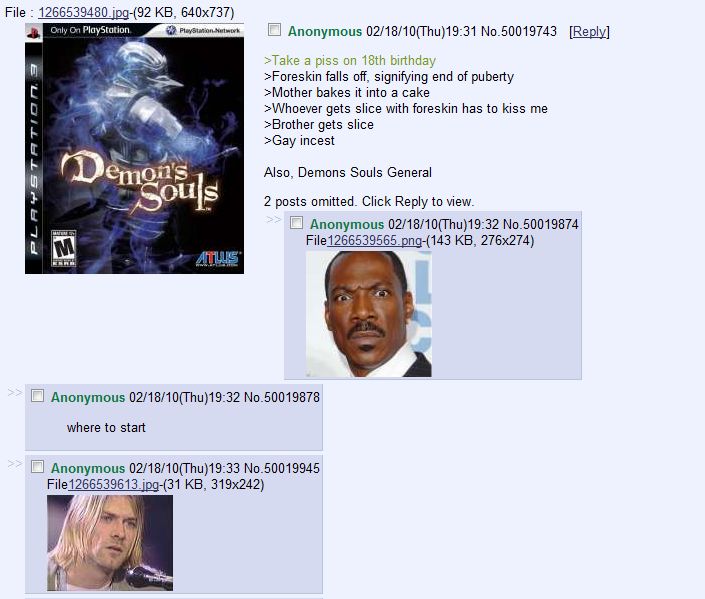 File : 1266539480.jpg-(92 KB, 640x737)
Only On PlayStation.
PlayStation Network
PLAYSTATION 3
Demon's
Souls
MATURE 17+
M
ESRB
ATLUS
Anonymous 02/18/10(Thu)19:31 No.50019743 [Reply]
>Take a piss on 18th birthday
>Foreskin falls off, signifying end of puberty
>Mother bakes it into a cake
>Whoever gets slice with foreskin has to kiss me
>Brother gets slice
>Gay incest
Also, Demons Souls General
2 posts omitted. Click Reply to view.
>> Anonymous 02/18/10(Thu)19:32 No.50019874
File1266539565.png-(143 KB, 276x274)
>> Anonymous 02/18/10(Thu)19:32 No.50019878
where to start
>> Anonymous 02/18/10(Thu)19:33 No.50019945
File1266539613.jpg-(31 KB, 319x242)